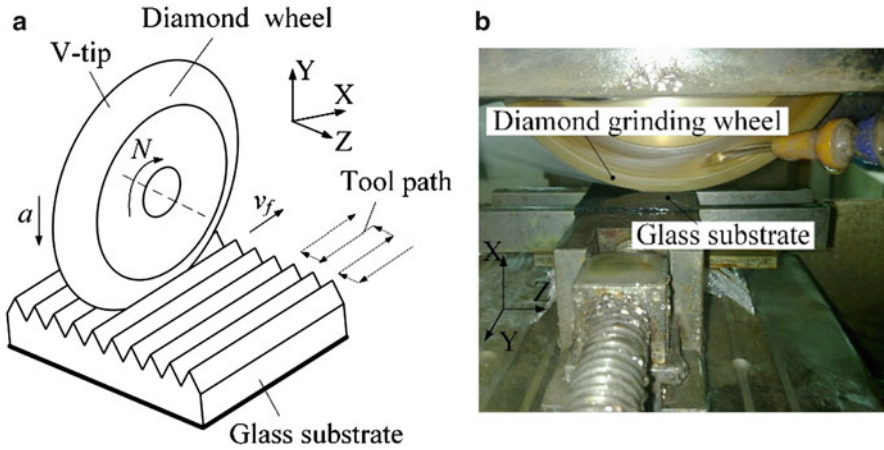 a
Diamond wheel
V-tip
Y
X
Z
N
Tool path
a
v_f
Glass substrate
b
Diamond grinding wheel
Glass substrate
X
Z
Y